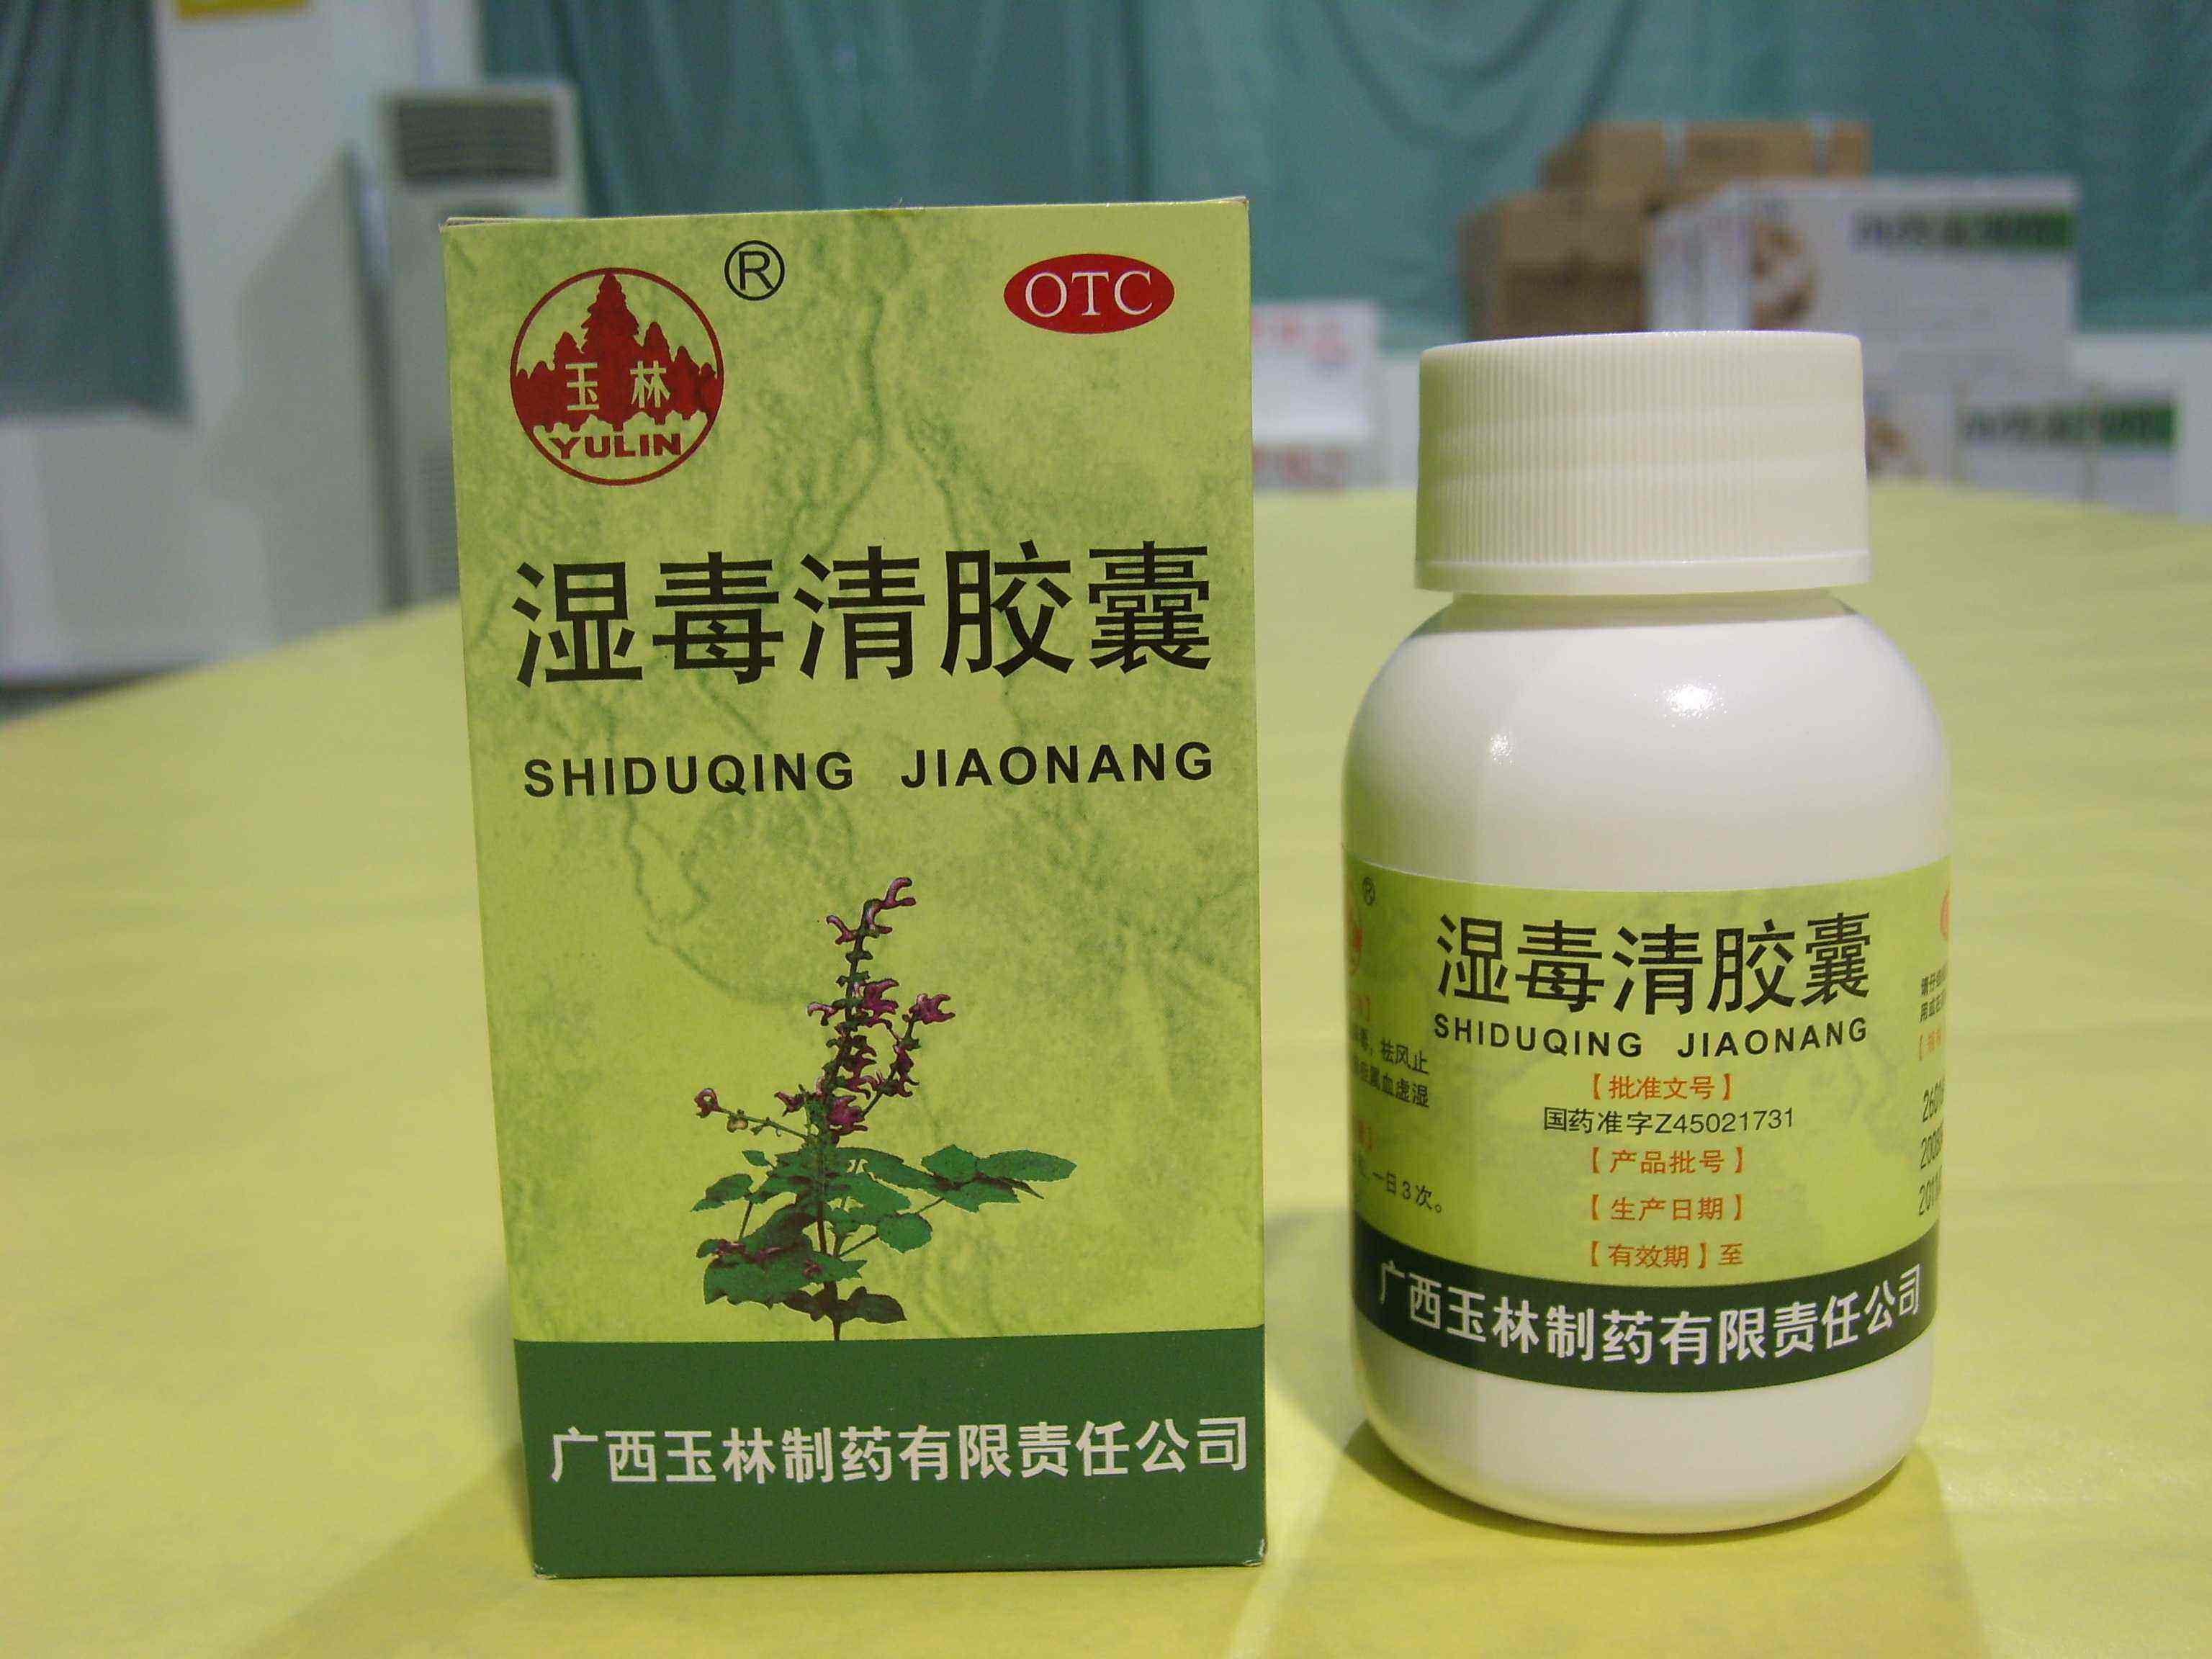 ®
OTC
玉林
YULIN
湿毒清胶囊
SHIDUQING JIAONANG
广西玉林制药有限责任公司
®
湿毒清胶囊
SHIDUQING JIAONANG
祛风止
血虚湿
一日3次。
【批准文号】
国药准字Z45021731
【产品批号】
【生产日期】
【有效期】至
广西玉林制药有限责任公司